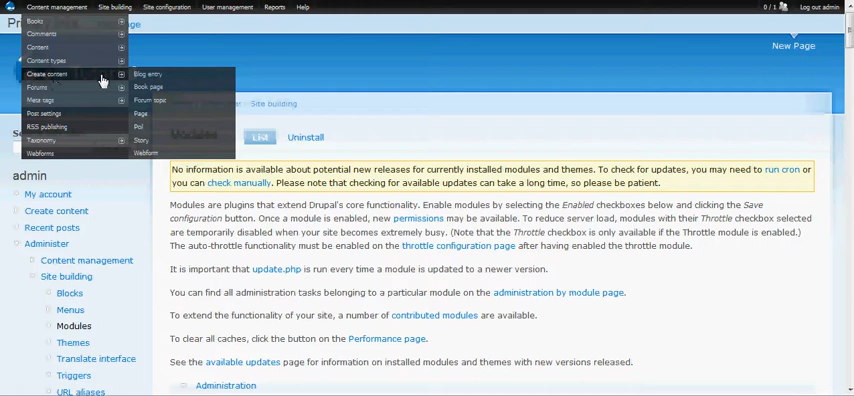 Content management Site building Site configuration User management Reports Help 0 / 1 Log out admin
Books
Comments
Content
Content types
Create content
Forums
Meta tags
Post settings
RSS publishing
Taxonomy
Webforms
Blog entry
Book page
Forum topic
Page
Poll
Story
Webform
New Page
Site building
Modules List Uninstall
No information is available about potential new releases for currently installed modules and themes. To check for updates, you may need to run cron or
you can check manually. Please note that checking for available updates can take a long time, so please be patient.
admin
My account
Create content
Recent posts
Administer
Content management
Site building
Blocks
Menus
Modules
Themes
Translate interface
Triggers
URL aliases
Modules are plugins that extend Drupal's core functionality. Enable modules by selecting the Enabled checkboxes below and clicking the Save
configuration button. Once a module is enabled, new permissions may be available. To reduce server load, modules with their Throttle checkbox selected
are temporarily disabled when your site becomes extremely busy. (Note that the Throttle checkbox is only available if the Throttle module is enabled.)
The auto-throttle functionality must be enabled on the throttle configuration page after having enabled the throttle module.
It is important that update.php is run every time a module is updated to a newer version.
You can find all administration tasks belonging to a particular module on the administration by module page.
To extend the functionality of your site, a number of contributed modules are available.
To clear all caches, click the button on the Performance page.
See the available updates page for information on installed modules and themes with new versions released.
Administration